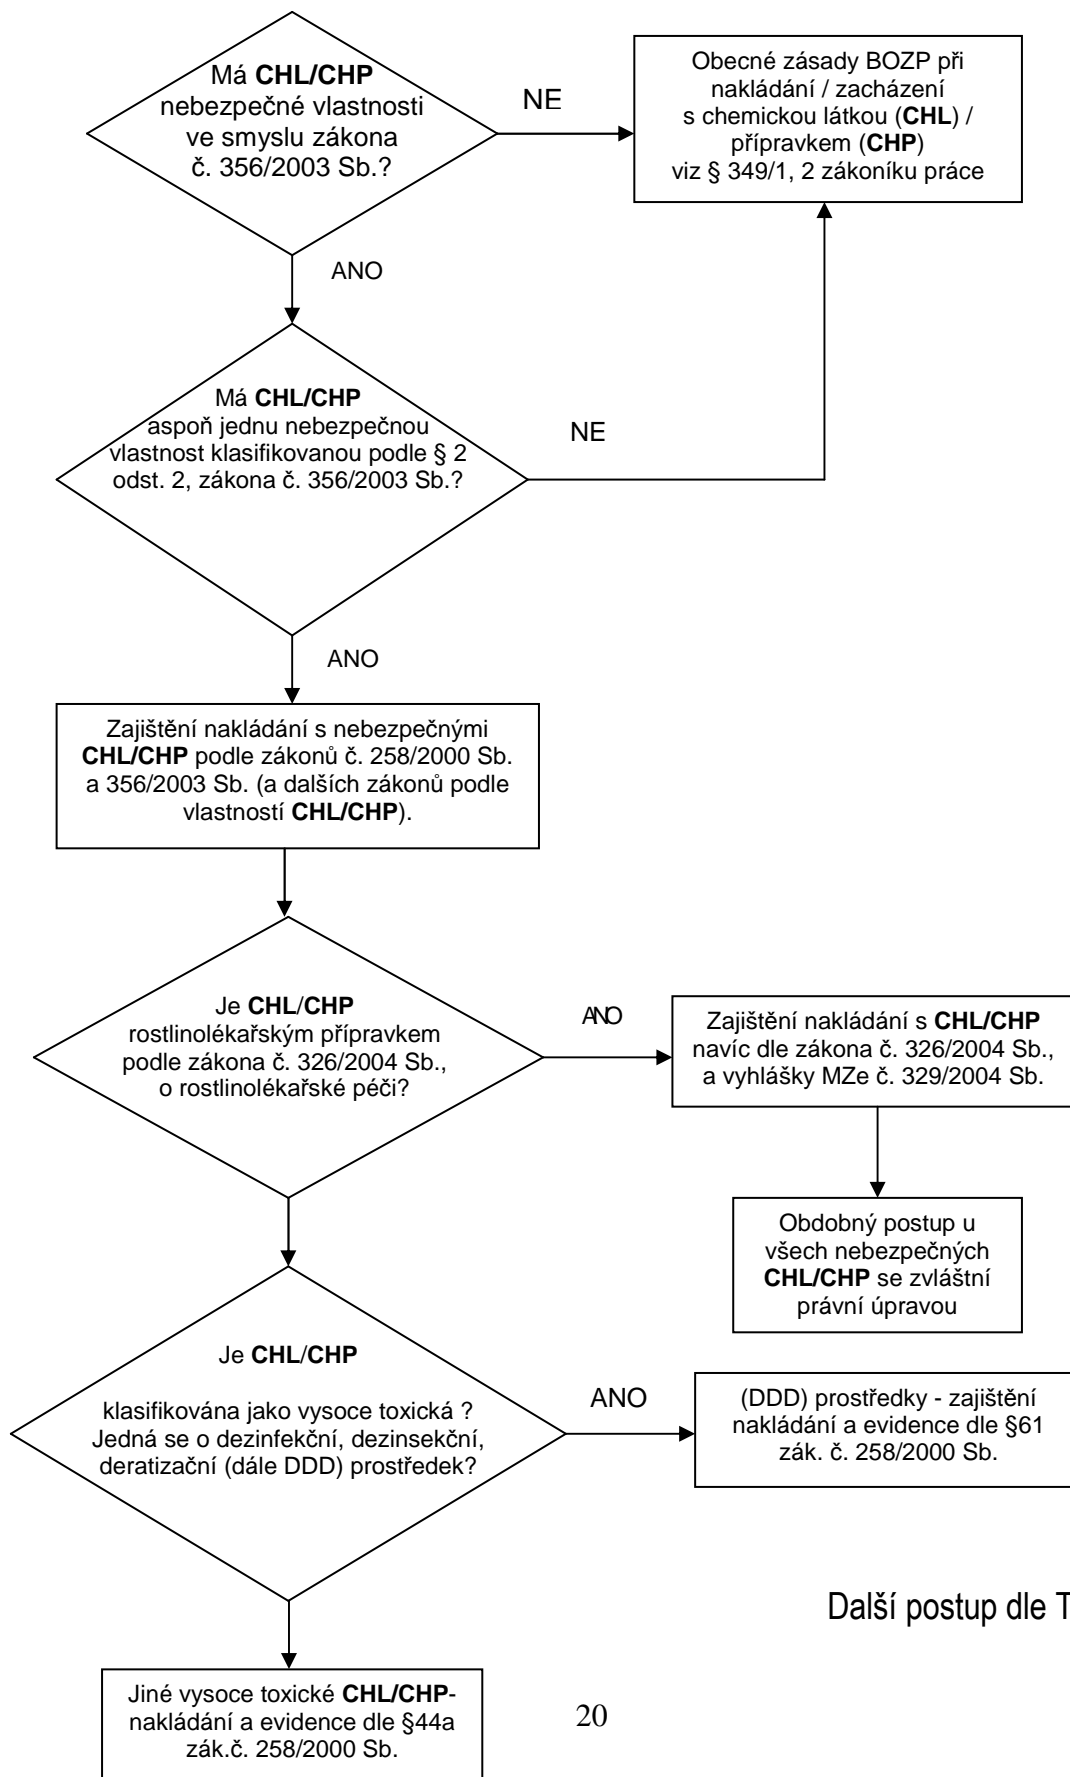 Má CHL/CHP
nebezpečné vlastnosti
ve smyslu zákona
č. 356/2003 Sb.?
NE
Obecné zásady BOZP při
nakládání / zacházení
s chemickou látkou (CHL) /
přípravkem (CHP)
viz § 349/1, 2 zákoníku práce
ANO
Má CHL/CHP
aspoň jednu nebezpečnou
vlastnost klasifikovanou podle § 2
odst. 2, zákona č. 356/2003 Sb.?
NE
ANO
Zajištění nakládání s nebezpečnými
CHL/CHP podle zákonů č. 258/2000 Sb.
a 356/2003 Sb. (a dalších zákonů podle
vlastností CHL/CHP).
Je CHL/CHP
rostlinolékařským přípravkem
podle zákona č. 326/2004 Sb.,
o rostlinolékařské péči?
ANO
Zajištění nakládání s CHL/CHP
navíc dle zákona č. 326/2004 Sb.,
a vyhlášky MZe č. 329/2004 Sb.
Obdobný postup u
všech nebezpečných
CHL/CHP se zvláštní
právní úpravou
Je CHL/CHP
klasifikována jako vysoce toxická ?
Jedná se o dezinfekční, dezinsekční,
deratizační (dále DDD) prostředek?
ANO
(DDD) prostředky - zajištění
nakládání a evidence dle §61
zák. č. 258/2000 Sb.
Další postup dle T
Jiné vysoce toxické CHL/CHP-
nakládání a evidence dle §44a
zák.č. 258/2000 Sb.
20